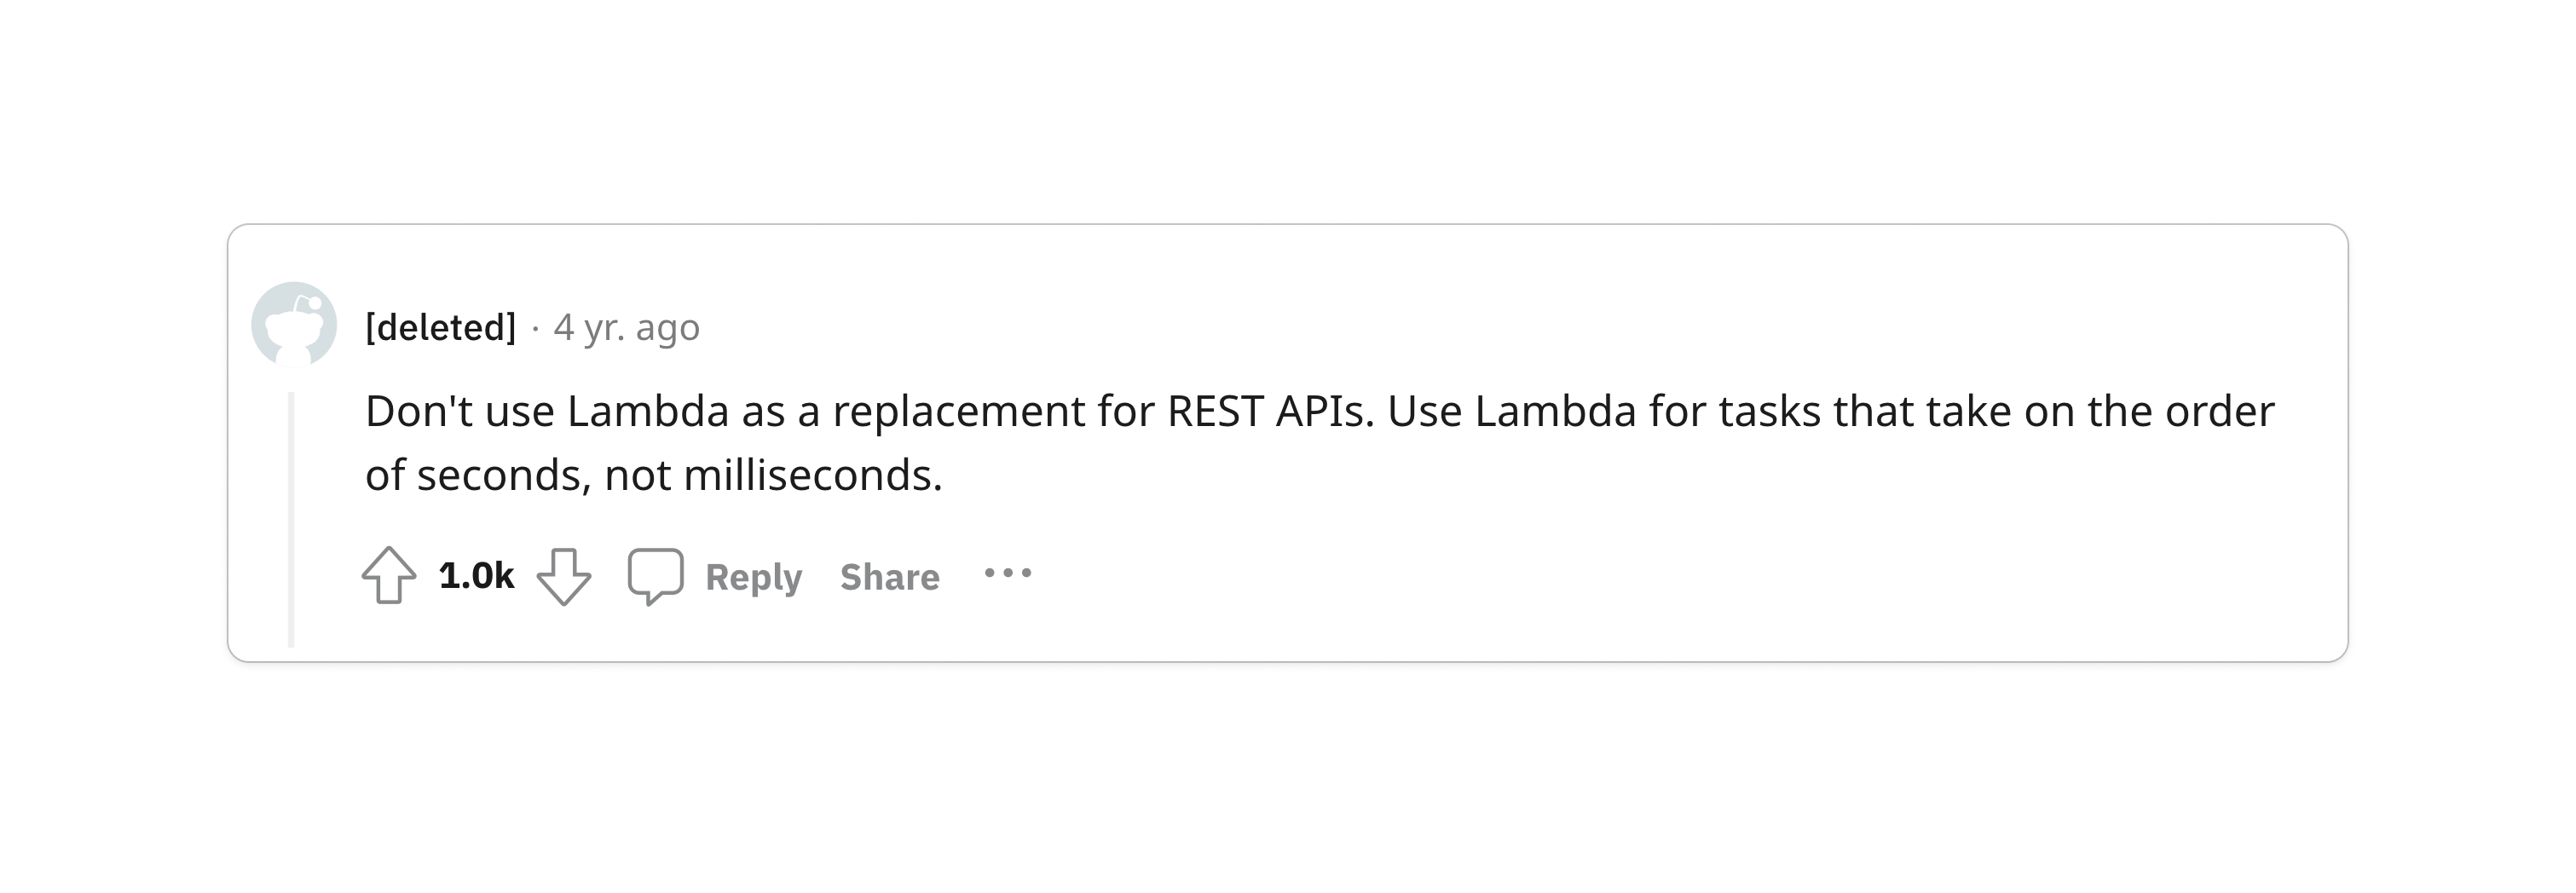 [deleted] · 4 yr. ago
Don't use Lambda as a replacement for REST APIs. Use Lambda for tasks that take on the order
of seconds, not milliseconds.
1.0k Reply Share ···